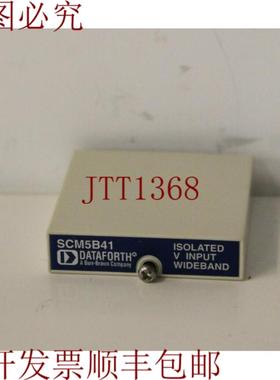 图必究
JTT1368
SCM5B41
DATAFORTH
A Burr-Brown Company
ISOLATED
V INPUT
WIDEBAND
开发票顺丰包邮